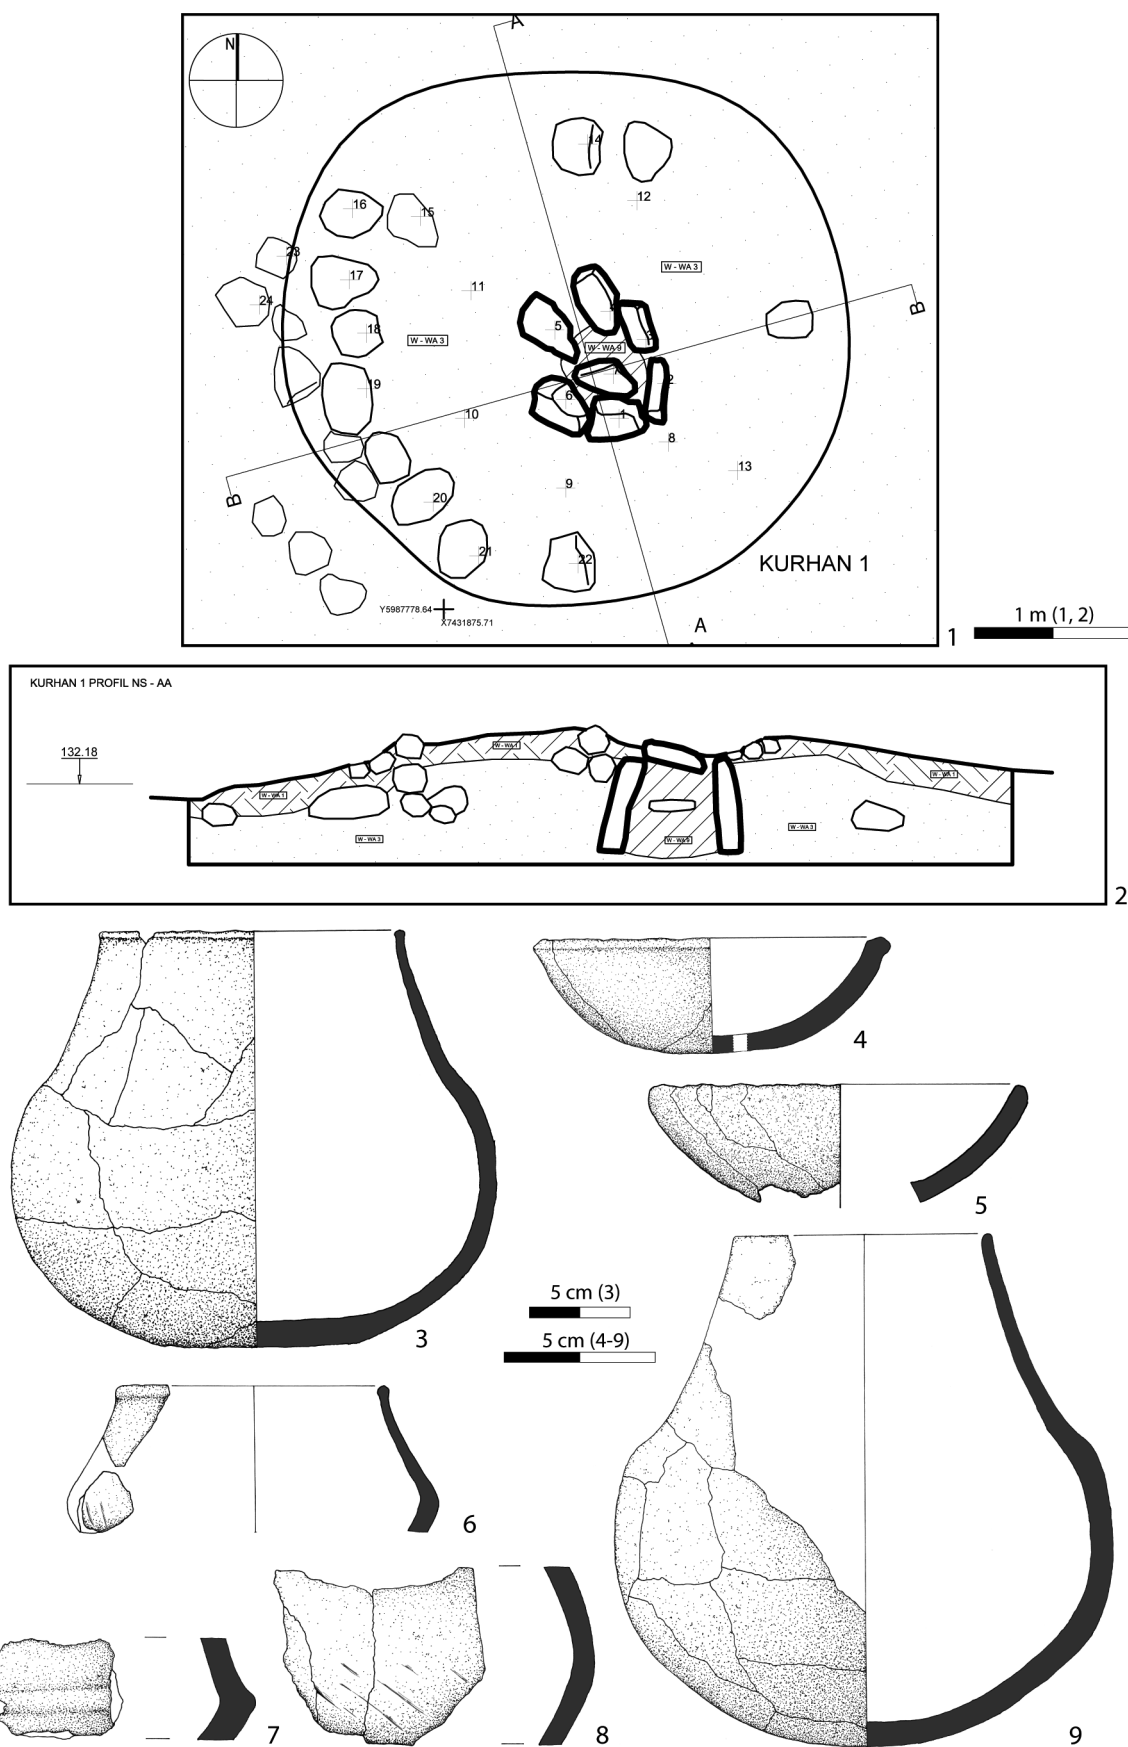 A
N
14
12
16
15
W - WA 3
23
17
11
24
4
B
5
3
18
W - WA 3
W - WA 9
7
19
2
6
10
1
8
13
9
B
20
21
22
KURHAN 1
Y5987778.64
X7431875.71
A
1
1 m (1, 2)
KURHAN 1 PROFIL NS - AA
132.18
W - WA 1
W - WA 1
W - WA 1
W - WA 3
W - WA 9
W - WA 3
2
3
4
5
5 cm (3)
5 cm (4-9)
6
7
8
9